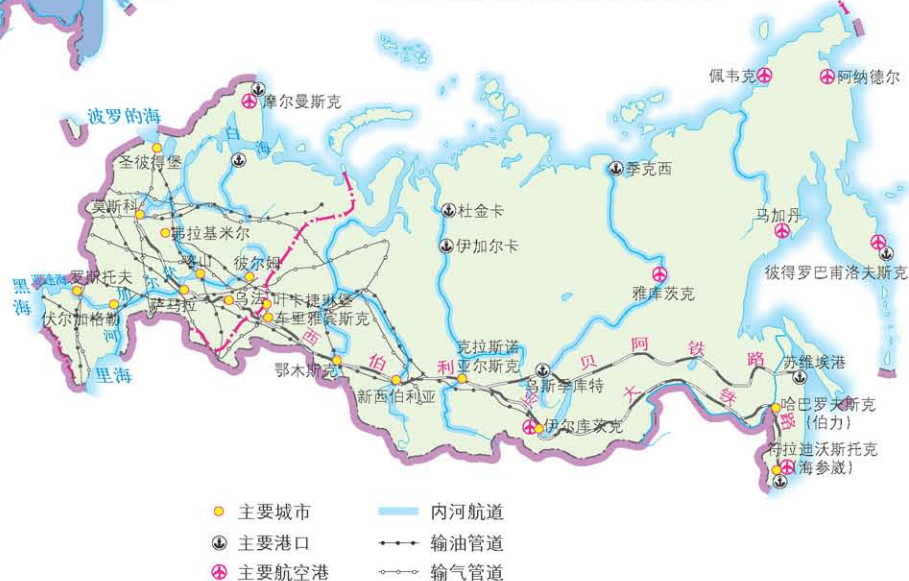 佩韦克
阿纳德尔
摩尔曼斯克
波罗的海
白海
圣彼得堡
季克西
杜金卡
莫斯科
弗拉基米尔
马加丹
伊加尔卡
喀山
彼尔姆
彼得罗巴甫洛夫斯克
雅库茨克
黑海
罗斯托夫
伏尔加河
乌法
叶卡捷琳堡
萨马拉
伏尔加格勒
车里雅宾斯克
里海
西伯利亚大铁路
贝阿铁路
克拉斯诺
亚尔斯克
苏维埃港
鄂木斯克
乌斯季库特
新西伯利亚
哈巴罗夫斯克
(伯力)
伊尔库茨克
符拉迪沃斯托克
(海参崴)
主要城市
内河航道
主要港口
输油管道
主要航空港
输气管道